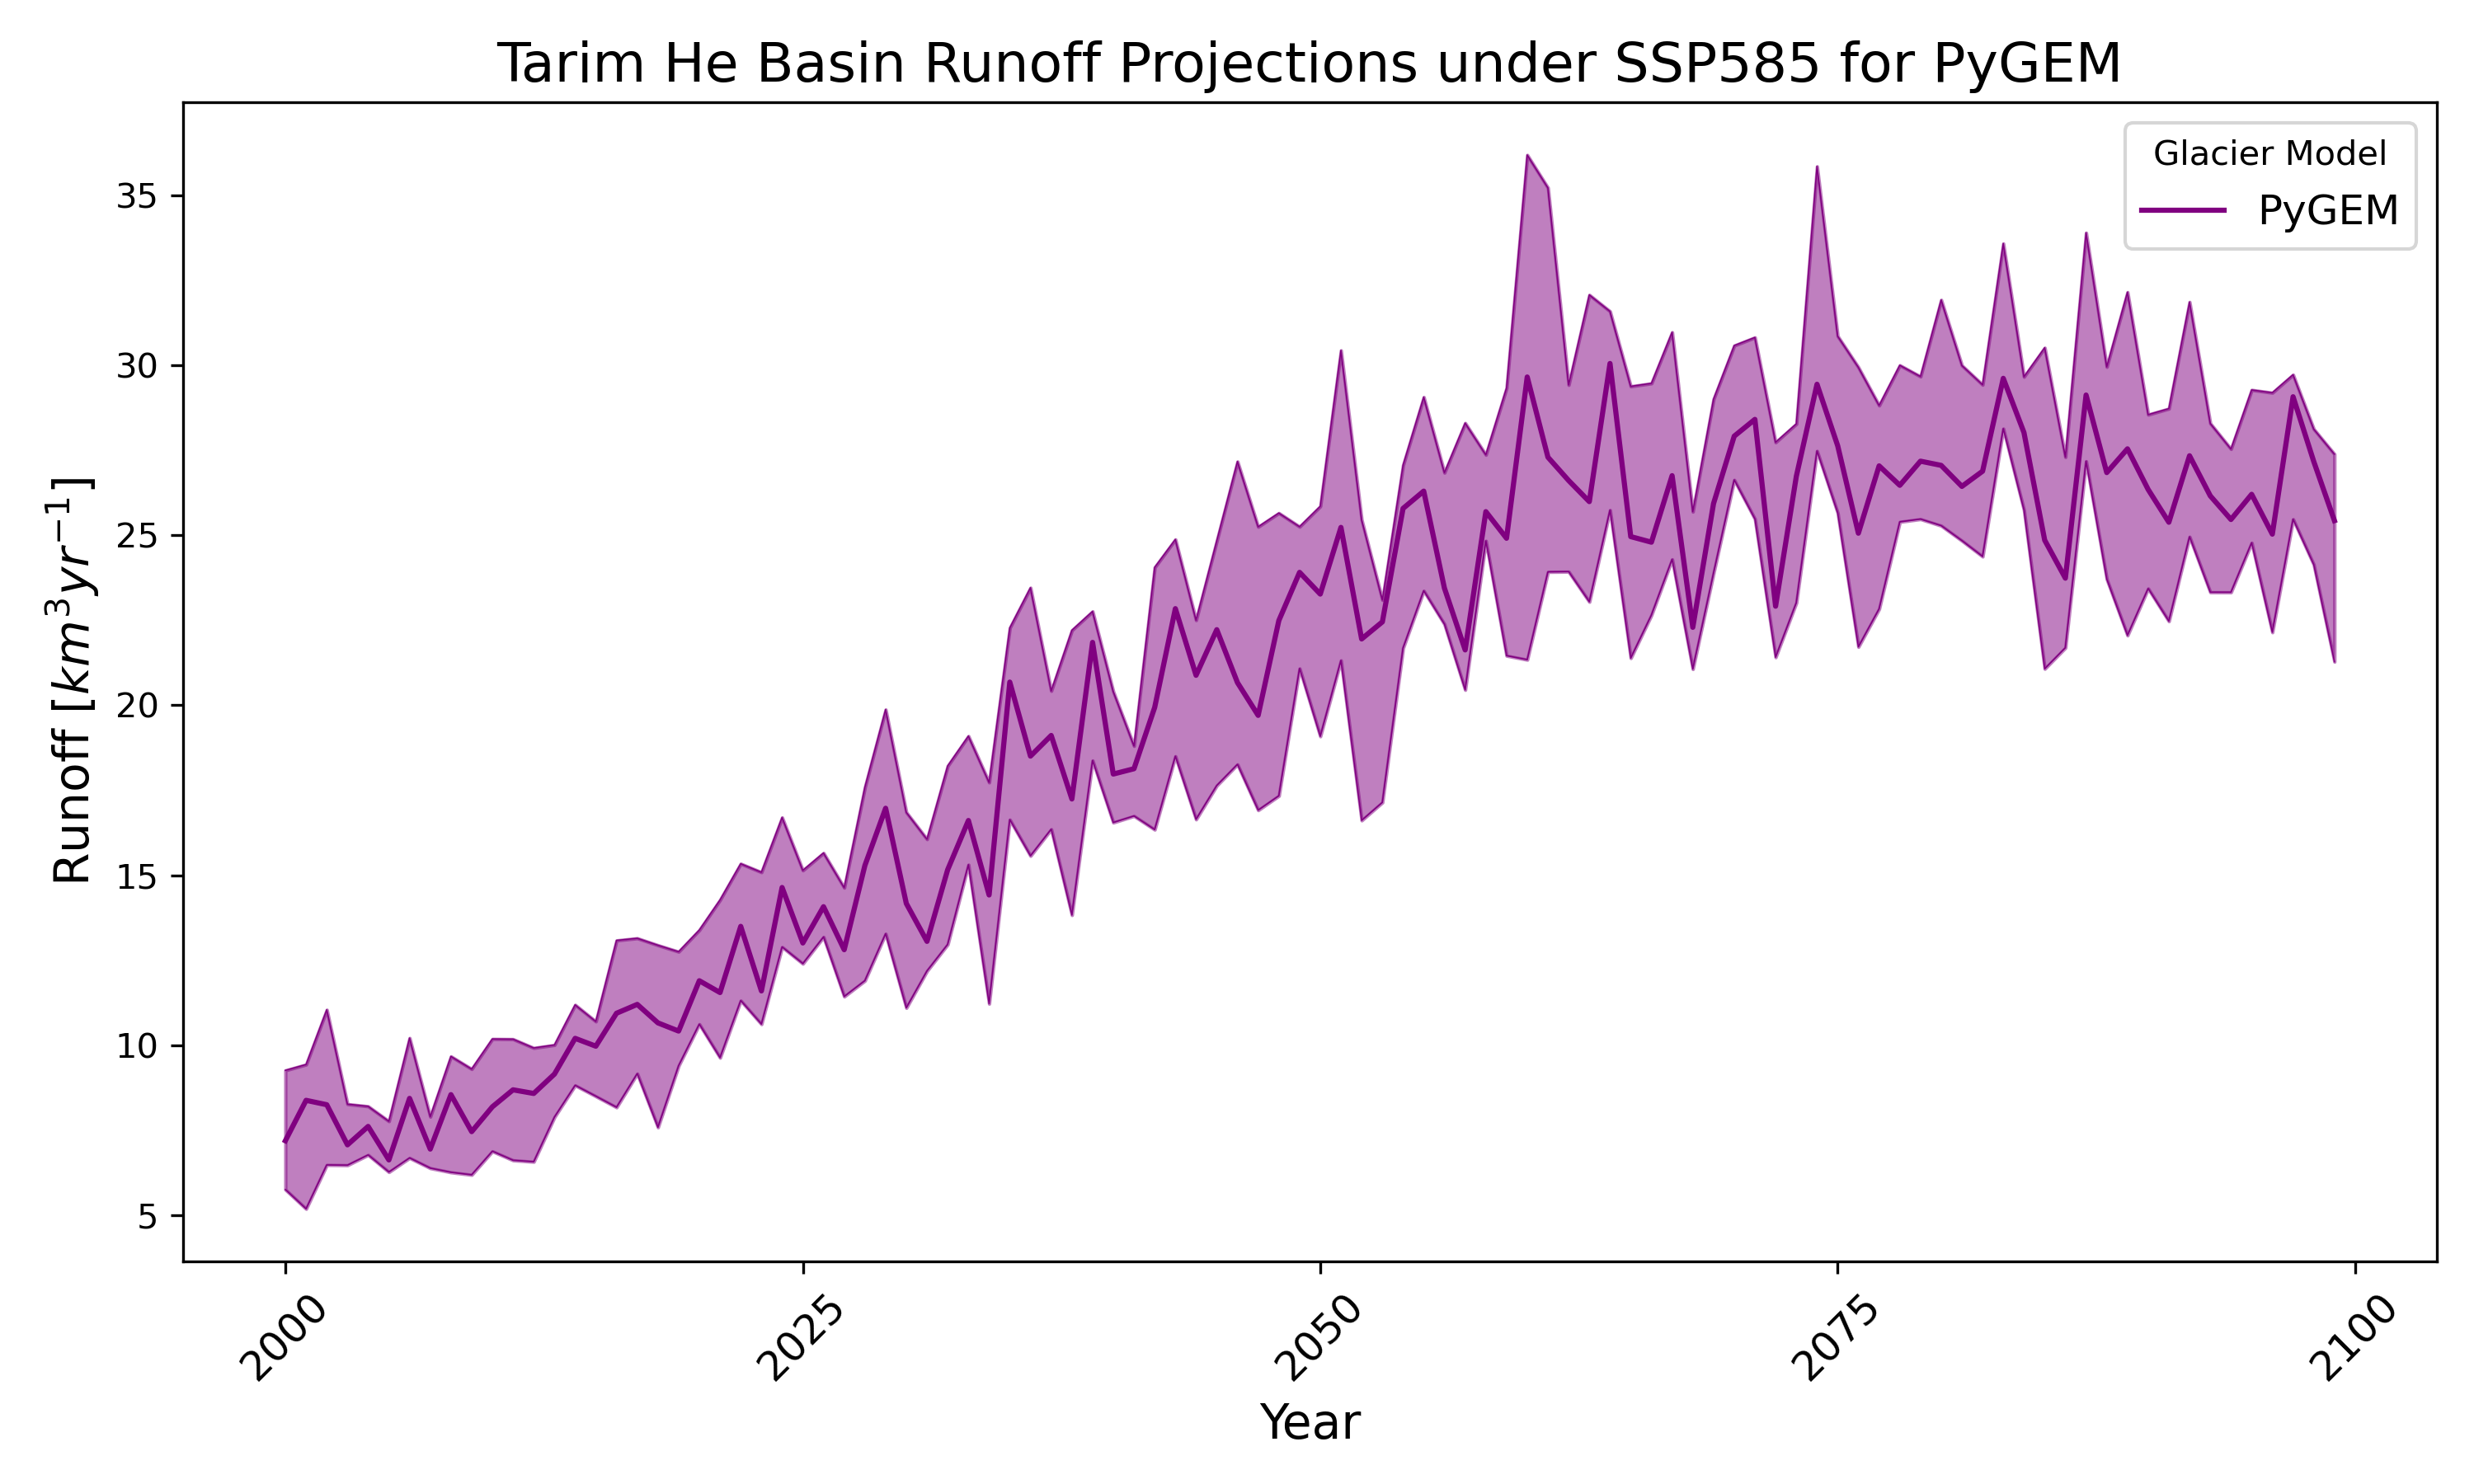 Tarim He Basin Runoff Projections under SSP585 for PyGEM
Glacier Model
PyGEM
35
30
25
20
15
10
5
Runoff [km³yr⁻¹]
2000
2025
2050
2075
2100
Year